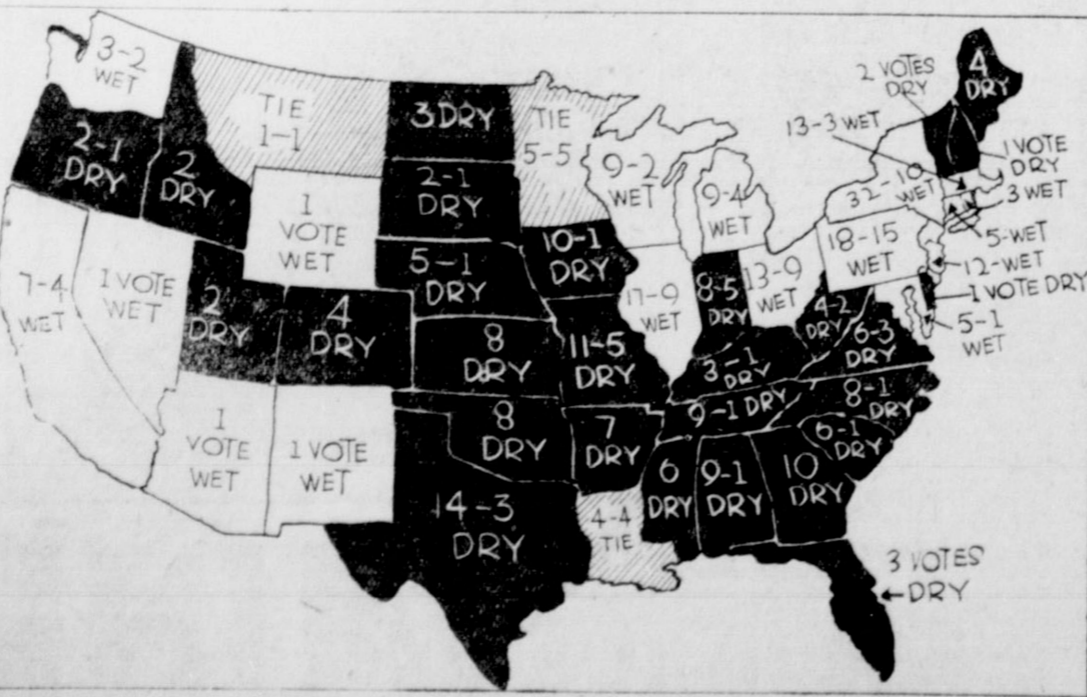 3-2
WET
TIE
1-1
3 DRY
TIE
5-5
2 VOTES
DRY
4
DRY
13-3 WET
1 VOTE
DRY
3 WET
2-1
DRY
2
DRY
2-1
DRY
9-2
WET
9-4
WET
32-10
WET
5-WET
12-WET
1 VOTE DRY
5-1
WET
1
VOTE
WET
10-1
DRY
18-15
WET
7-4
WET
1 VOTE
WET
5-1
DRY
8-5
DRY
13-9
WET
4-2
DRY
6-3
DRY
2
DRY
4
DRY
8
DRY
11-5
DRY
-9
WET
3-1
DRY
9-1 DRY
8-1
DRY
6-1
DRY
1
VOTE
WET
1 VOTE
WET
8
DRY
7
DRY
6
DRY
9-1
DRY
10
DRY
14-3
DRY
4-4
TIE
3 VOTES
DRY